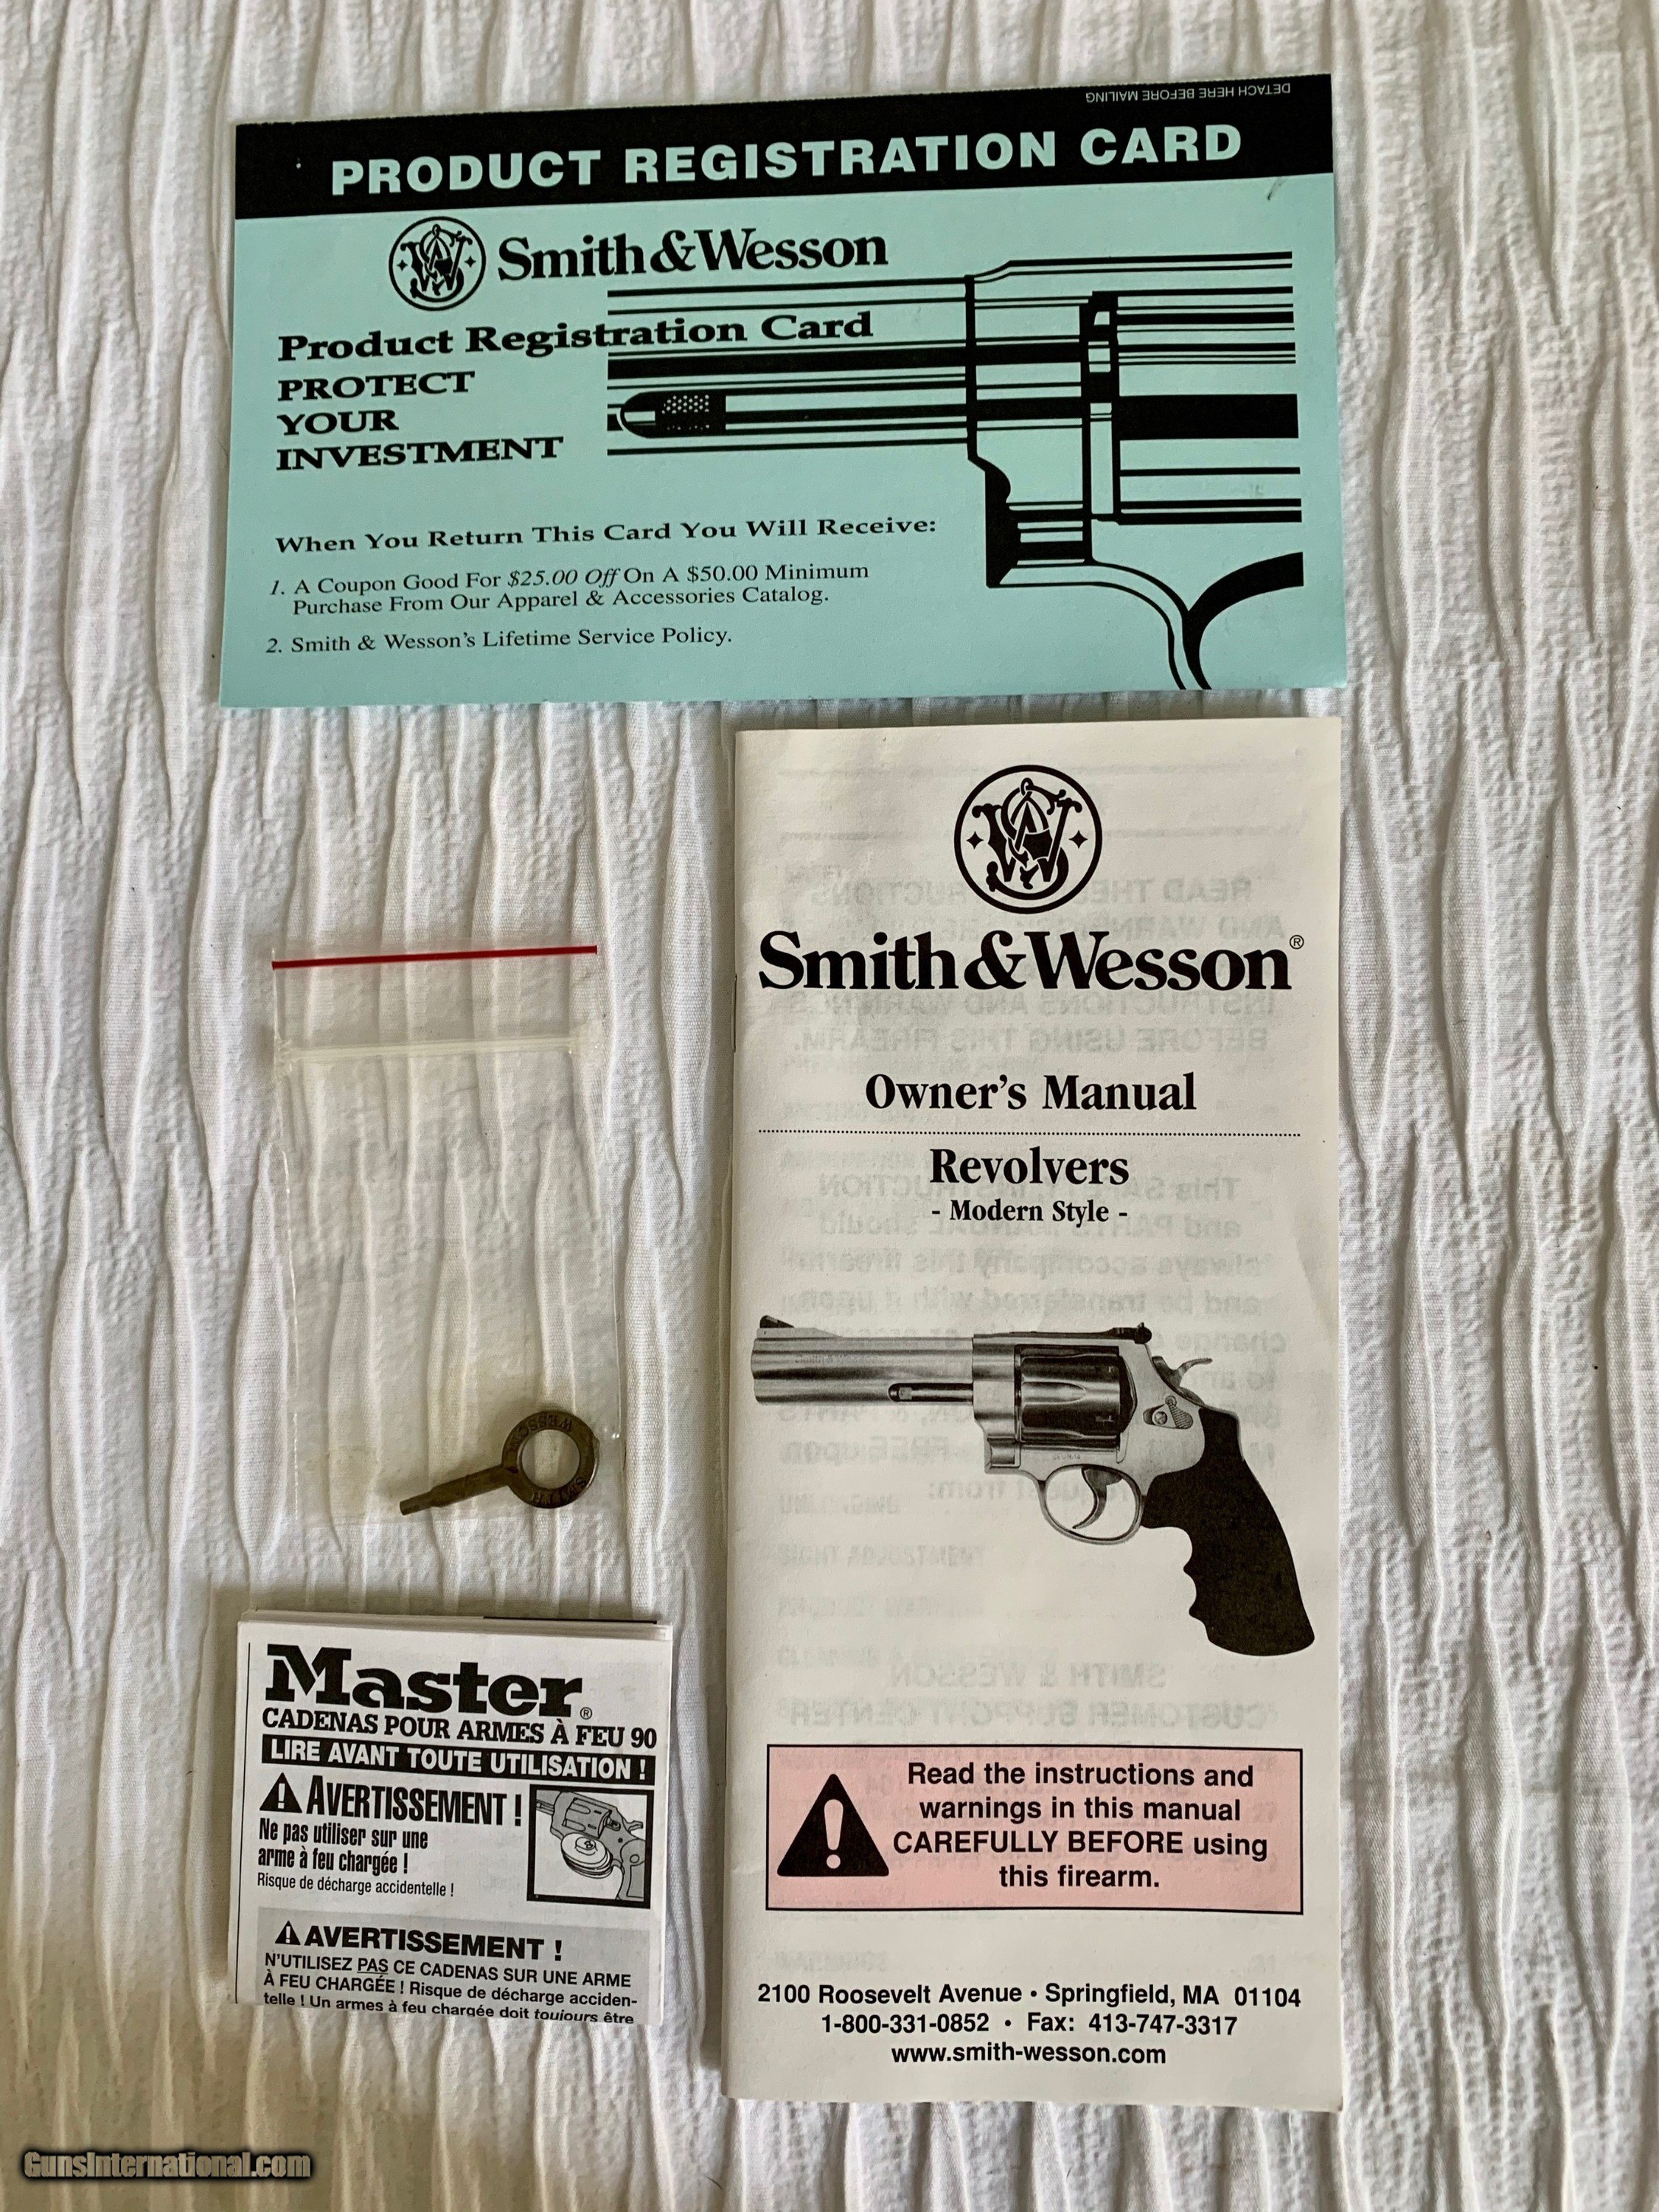 DETACH HERE BEFORE MAILING
PRODUCT REGISTRATION CARD
Smith & Wesson
Product Registration Card
PROTECT
YOUR
INVESTMENT
When You Return This Card You Will Receive:
1. A Coupon Good For $25.00 Off On A $50.00 Minimum
Purchase From Our Apparel & Accessories Catalog.
2. Smith & Wesson's Lifetime Service Policy.
Smith & Wesson®
Owner's Manual
Revolvers
- Modern Style -
Read the instructions and
warnings in this manual
CAREFULLY BEFORE using
this firearm.
2100 Roosevelt Avenue • Springfield, MA 01104
1-800-331-0852 • Fax: 413-747-3317
www.smith-wesson.com
WESSON
SMITH
Master®
CADENAS POUR ARMES À FEU 90
LIRE AVANT TOUTE UTILISATION !
AVERTISSEMENT !
Ne pas utiliser sur une
arme à feu chargée !
Risque de décharge accidentelle !
AVERTISSEMENT !
N'UTILISEZ PAS CE CADENAS SUR UNE ARME
À FEU CHARGÉE ! Risque de décharge acciden-
telle ! Un armes à feu chargée doit toujours être
GunsInternational.com